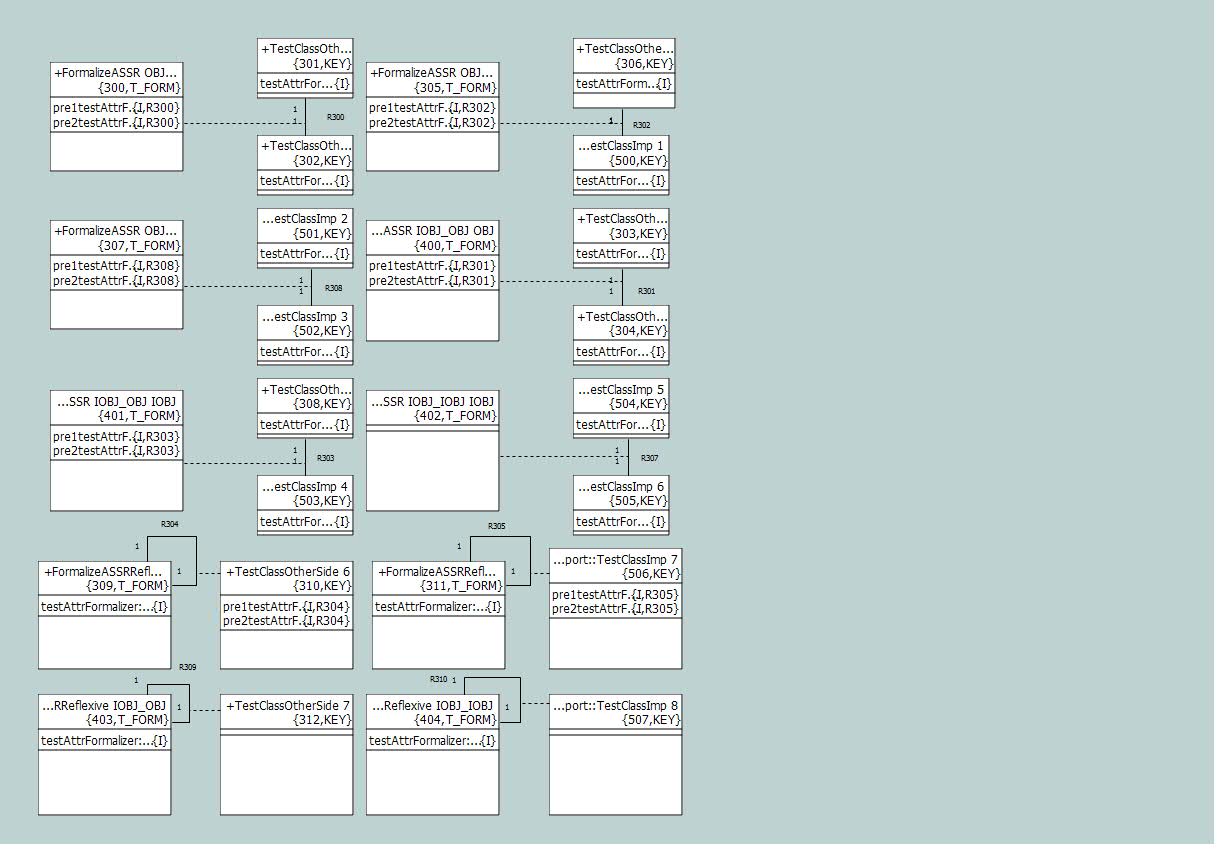 +TestClassOth...
{301,KEY}
testAttrFor...{I}
+TestClassOthe...
{306,KEY}
testAttrForm...{I}
+FormalizeASSR OBJ...
{300,T_FORM}
pre1testAttrF.{I,R300}
pre2testAttrF.{I,R300}
1
R300
1
+FormalizeASSR OBJ...
{305,T_FORM}
pre1testAttrF.{I,R302}
pre2testAttrF.{I,R302}
1
R302
+TestClassOth...
{302,KEY}
testAttrFor...{I}
...estClassImp 1
{500,KEY}
testAttrFor...{I}
+FormalizeASSR OBJ...
{307,T_FORM}
pre1testAttrF.{I,R308}
pre2testAttrF.{I,R308}
...estClassImp 2
{501,KEY}
testAttrFor...{I}
1
R308
1
...estClassImp 3
{502,KEY}
testAttrFor...{I}
...ASSR IOBJ_OBJ OBJ
{400,T_FORM}
pre1testAttrF.{I,R301}
pre2testAttrF.{I,R301}
+TestClassOth...
{303,KEY}
testAttrFor...{I}
1
1
R301
+TestClassOth...
{304,KEY}
testAttrFor...{I}
...SSR IOBJ_OBJ IOBJ
{401,T_FORM}
pre1testAttrF.{I,R303}
pre2testAttrF.{I,R303}
+TestClassOth...
{308,KEY}
testAttrFor...{I}
1
R303
1
...estClassImp 4
{503,KEY}
testAttrFor...{I}
...SSR IOBJ_IOBJ IOBJ
{402,T_FORM}
...estClassImp 5
{504,KEY}
testAttrFor...{I}
1
R307
1
...estClassImp 6
{505,KEY}
testAttrFor...{I}
R304
1
1
+FormalizeASSRRefl...
{309,T_FORM}
testAttrFormalizer:...{I}
+TestClassOtherSide 6
{310,KEY}
pre1testAttrF.{I,R304}
pre2testAttrF.{I,R304}
R305
1
1
+FormalizeASSRRefl...
{311,T_FORM}
testAttrFormalizer:...{I}
...port::TestClassImp 7
{506,KEY}
pre1testAttrF.{I,R305}
pre2testAttrF.{I,R305}
R309
1
1
...RReflexive IOBJ_OBJ
{403,T_FORM}
testAttrFormalizer:...{I}
+TestClassOtherSide 7
{312,KEY}
R310
1
1
...Reflexive IOBJ_IOBJ
{404,T_FORM}
testAttrFormalizer:...{I}
...port::TestClassImp 8
{507,KEY}